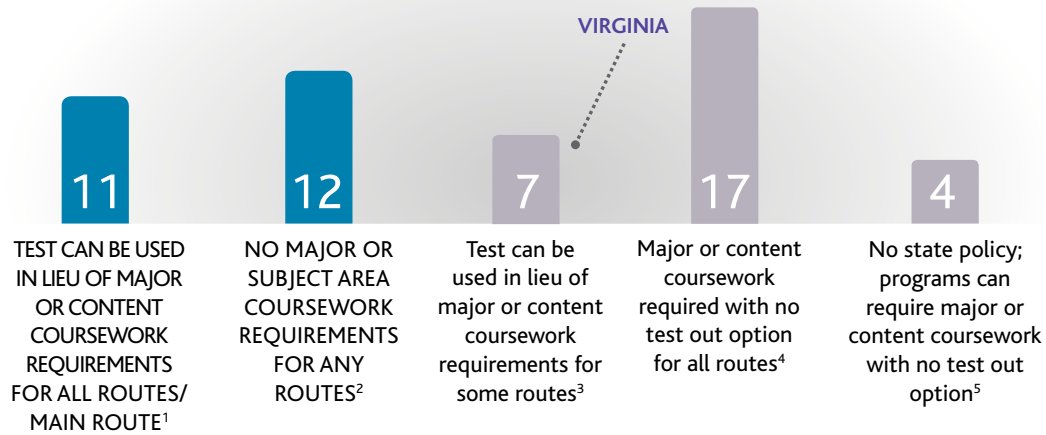 VIRGINIA
11
12
7
17
4
TEST CAN BE USED
IN LIEU OF MAJOR
OR CONTENT
COURSEWORK
REQUIREMENTS
FOR ALL ROUTES/
MAIN ROUTE¹
NO MAJOR OR
SUBJECT AREA
COURSEWORK
REQUIREMENTS
FOR ANY
ROUTES²
Test can be
used in lieu of
major or content
coursework
requirements for
some routes³
Major or content
coursework
required with no
test out option
for all routes⁴
No state policy;
programs can
require major or
content coursework
with no test out
option⁵